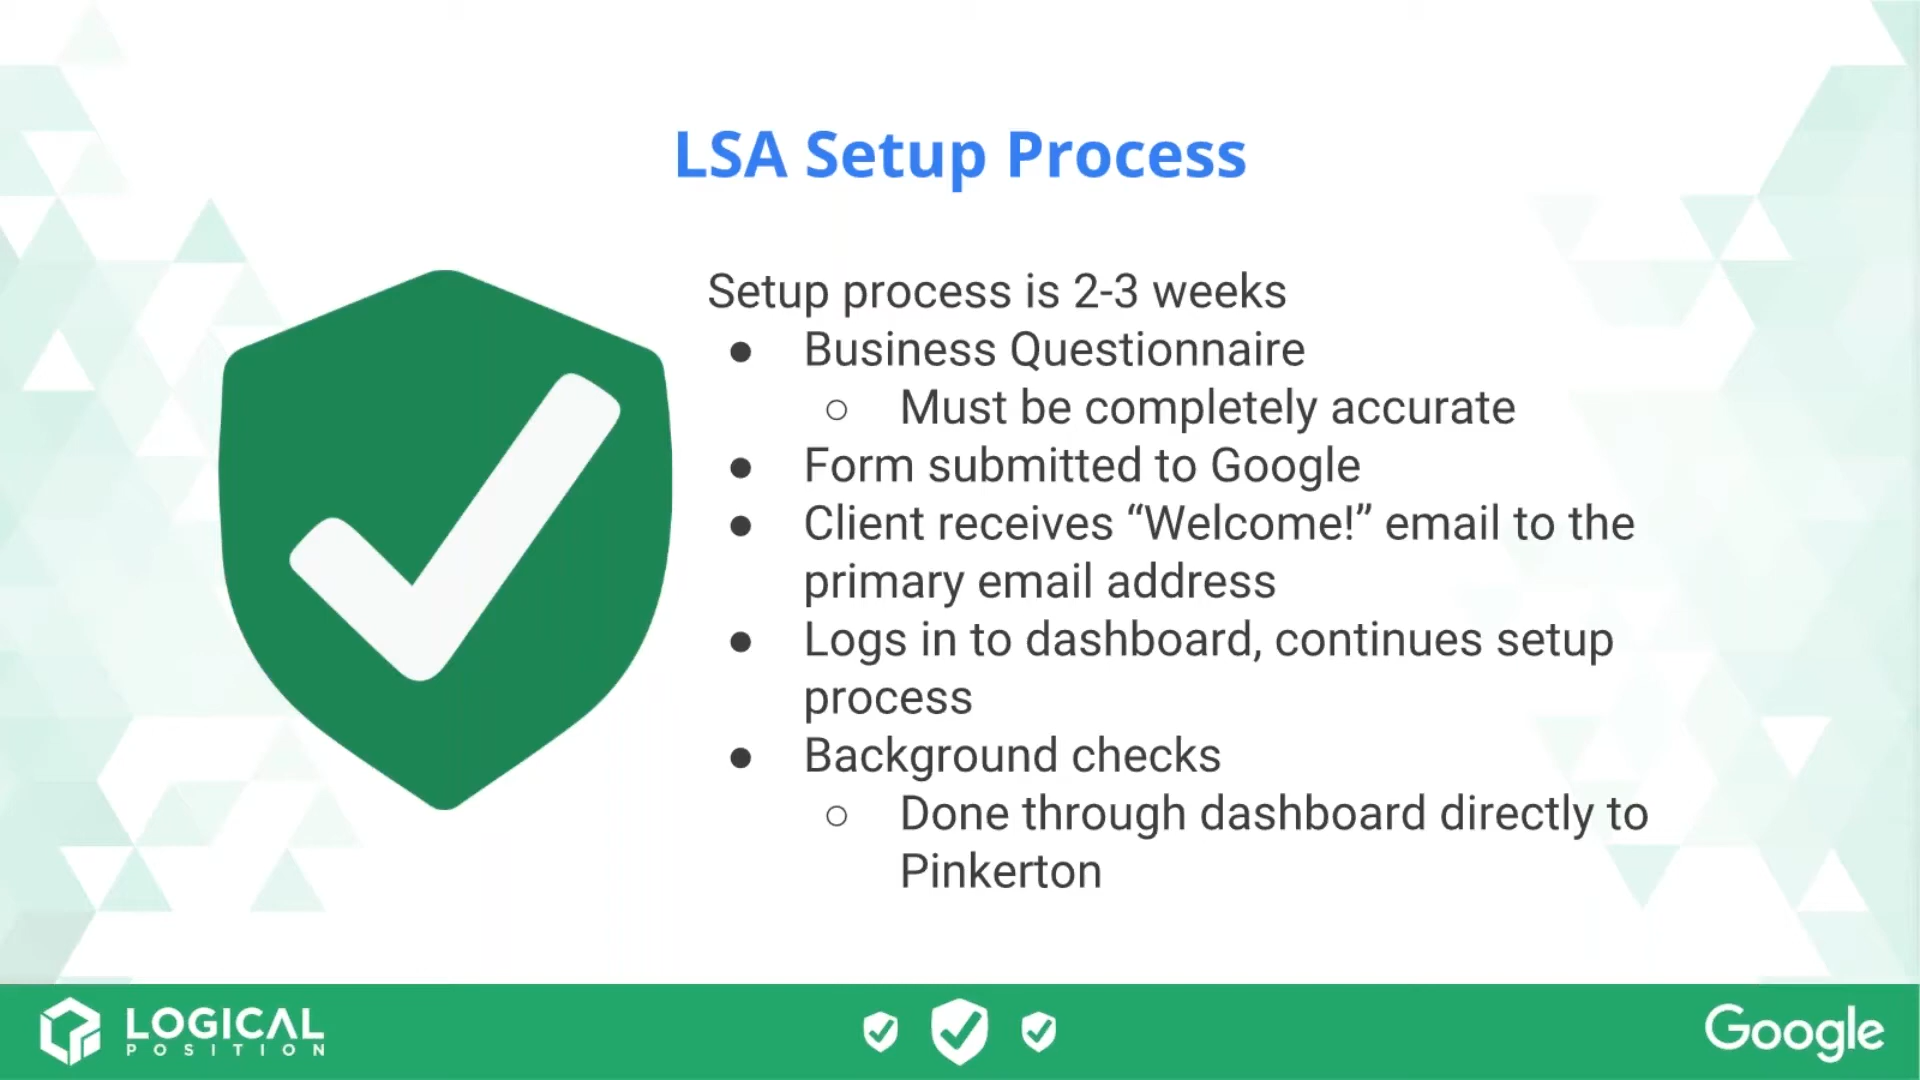 LSA Setup Process
Setup process is 2-3 weeks
● Business Questionnaire
○ Must be completely accurate
● Form submitted to Google
● Client receives “Welcome!” email to the
primary email address
● Logs in to dashboard, continues setup
process
● Background checks
○ Done through dashboard directly to
Pinkerton
LOGICAL
POSITION
Google